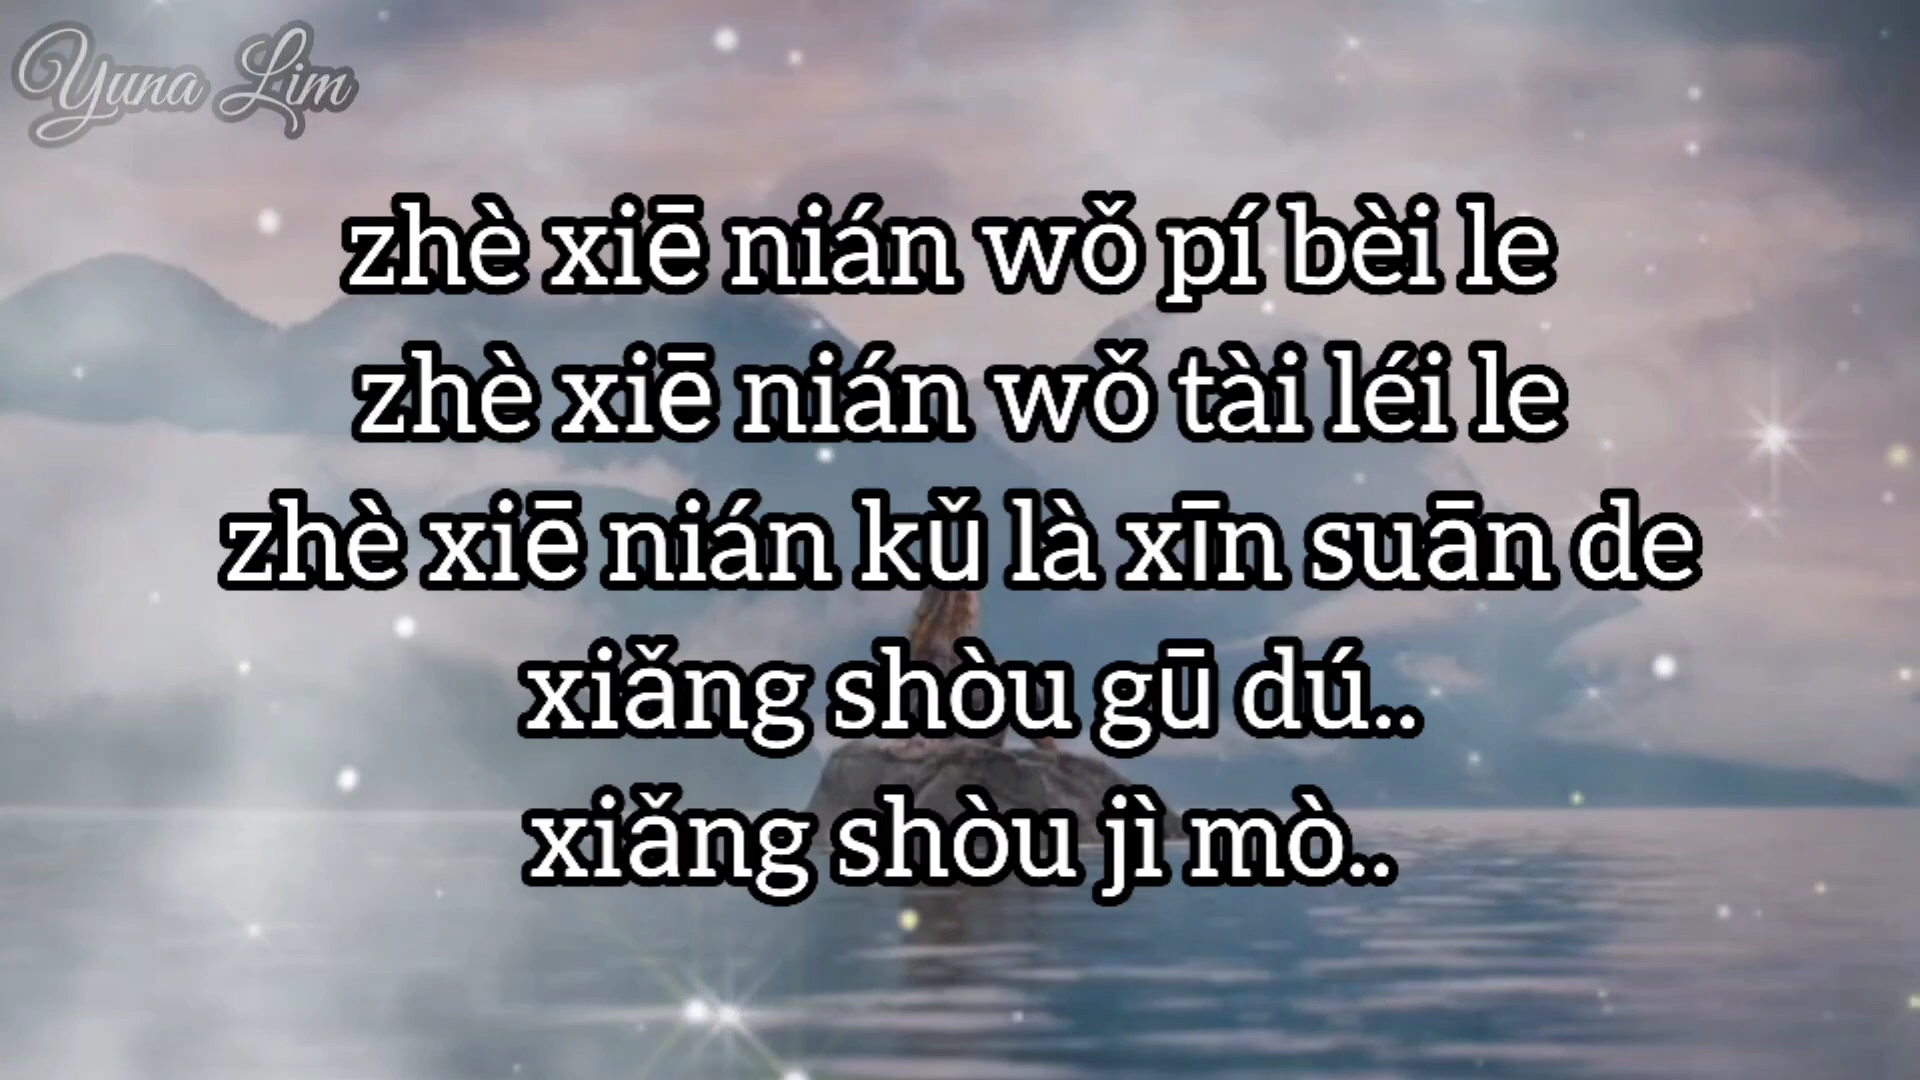 Yuna Lim
zhè xiē nián wǒ pí bèi le
zhè xiē nián wǒ tài léi le
zhè xiē nián kǔ là xīn suān de
xiǎng shòu gū dú..
xiǎng shòu jì mò..